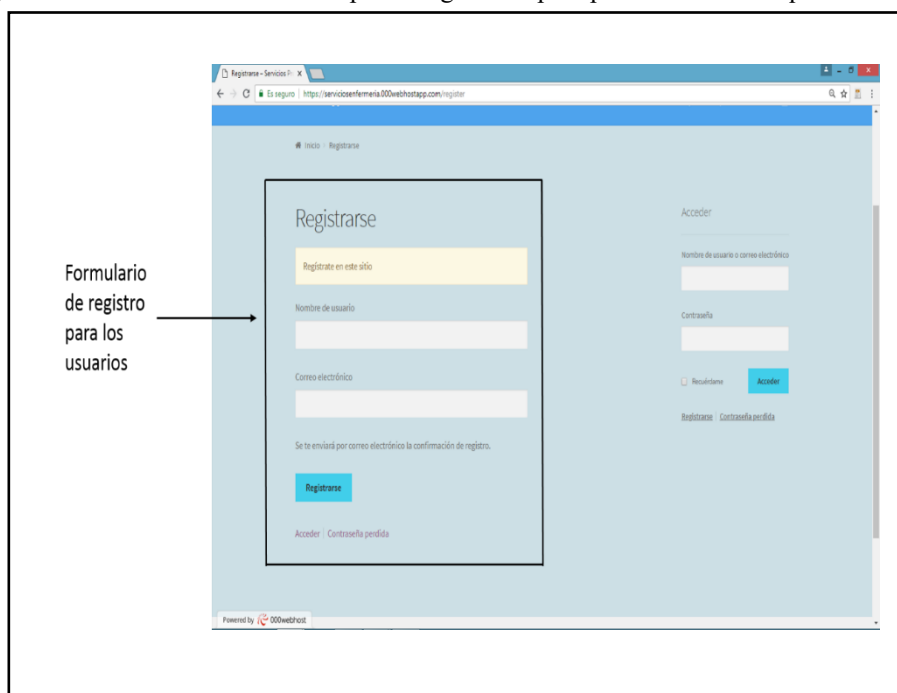 Registrarse – Servicios
Es seguro | https://serviciosenfermeria.000webhostapp.com/register
Inicio / Registrarse
Formulario
de registro
para los
usuarios
Registrarse
Regístrate en este sitio
Nombre de usuario
Correo electrónico
Se te enviará por correo electrónico la confirmación de registro.
Registrarse
Acceder | Contraseña perdida
Acceder
Nombre de usuario o correo electrónico
Contraseña
Recuérdame
Acceder
Registrarse | Contraseña perdida
Powered by 000webhost